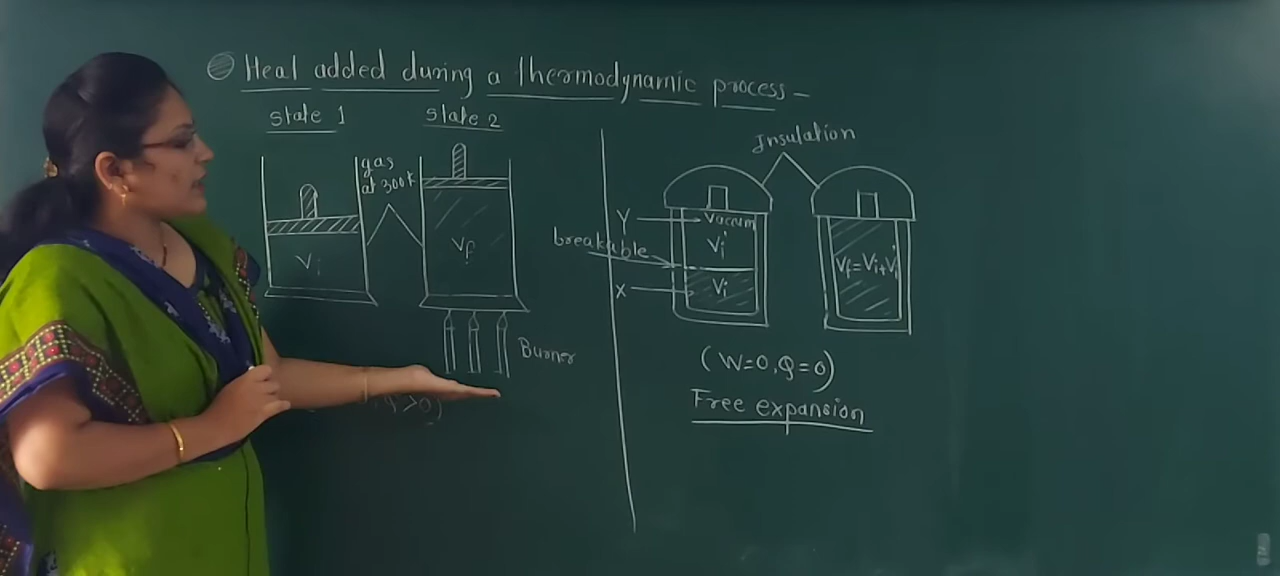 Heat added during a thermodynamic process -
State 1
State 2
gas
at 300k
Vi
Vf
Burner
>0)
Insulation
Y
Vacuum
breakable
Vi'
X
Vi
Vf=Vi+Vi'
(W=0, Q=0)
Free expansion